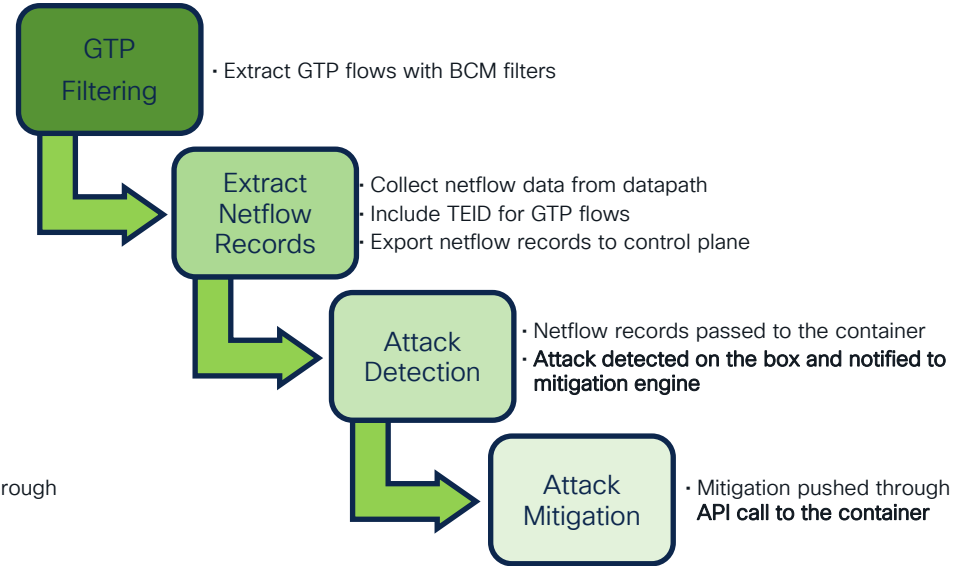 GTP
Filtering
· Extract GTP flows with BCM filters
Extract
Netflow
Records
· Collect netflow data from datapath
· Include TEID for GTP flows
· Export netflow records to control plane
Attack
Detection
· Netflow records passed to the container
· Attack detected on the box and notified to
mitigation engine
rough
Attack
Mitigation
· Mitigation pushed through
API call to the container